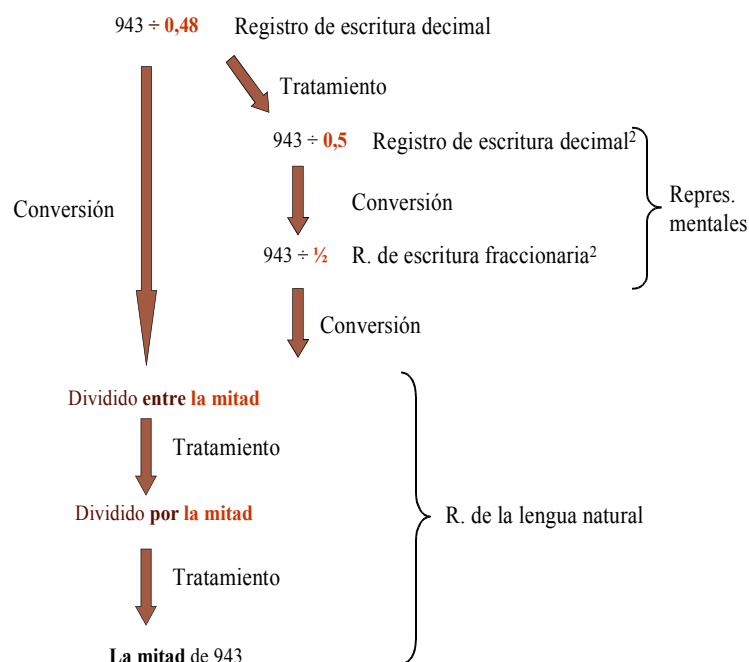 943 ÷ 0,48 Registro de escritura decimal
Tratamiento
943 ÷ 0,5 Registro de escritura decimal²
Conversión
Conversión
Repres.
mentales
943 ÷ ½ R. de escritura fraccionaria²
Conversión
Dividido entre la mitad
Tratamiento
Dividido por la mitad
R. de la lengua natural
Tratamiento
La mitad de 943